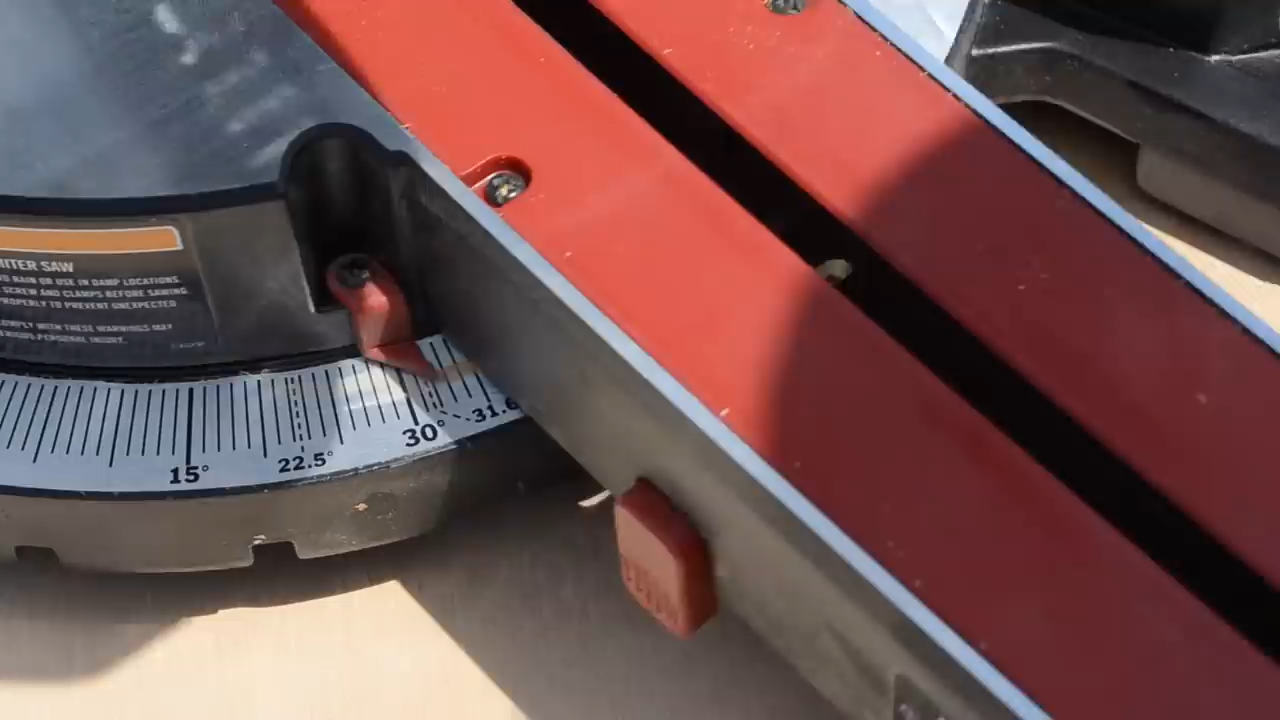 MITER SAW
RAIN OR USE IN DAMP LOCATIONS.
SCREW AND CLAMPS BEFORE SAWING
PROPERLY TO PREVENT UNEXPECTED
COMPLY WITH THESE WARNINGS MAY
SERIOUS PERSONAL INJURY.
15°
22.5°
30°
31.6